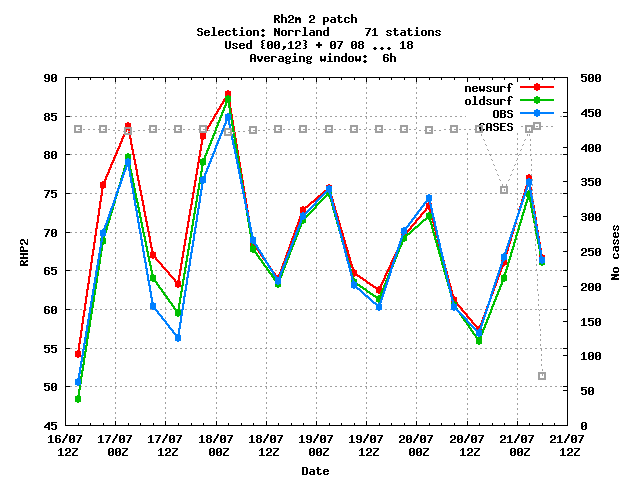 Rh2m 2 patch
Selection: Norrland     71 stations
Used {00,12} + 07 08 ... 18
Averaging window:  6h
newsurf
oldsurf
OBS
CASES
RHP2
90
85
80
75
70
65
60
55
50
45
No cases
500
450
400
350
300
250
200
150
100
50
0
16/07 17/07 17/07 18/07 18/07 19/07 19/07 20/07 20/07 21/07 21/07
12Z 00Z 12Z 00Z 12Z 00Z 12Z 00Z 12Z 00Z 12Z
Date